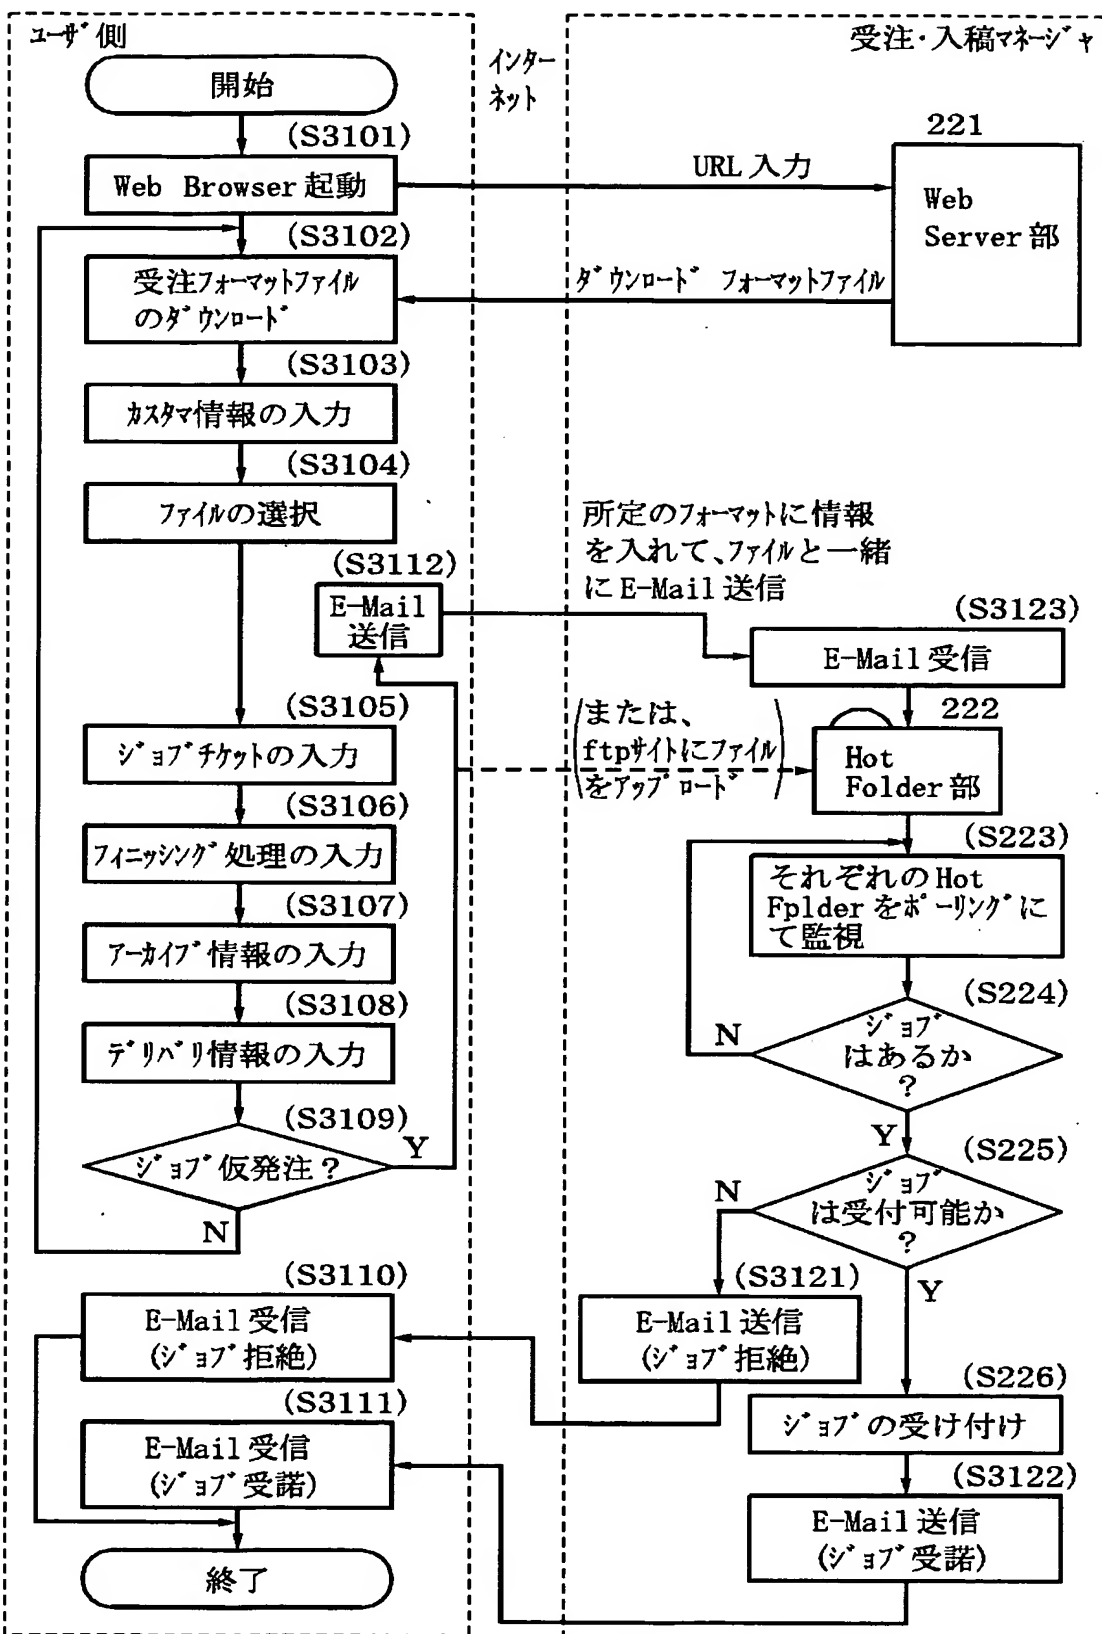 ユーザ側
開始
(S3101)
Web Browser起動
(S3102)
受注フォーマットファイル
のダウンロード
(S3103)
カスタマ情報の入力
(S3104)
ファイルの選択
(S3112)
E-Mail
送信
(S3105)
ジョブチケットの入力
(S3106)
フィニッシング処理の入力
(S3107)
アーカイブ情報の入力
(S3108)
デリバリ情報の入力
(S3109)
ジョブ仮発注?
Y
N
(S3110)
E-Mail受信
(ジョブ拒絶)
(S3111)
E-Mail受信
(ジョブ受諾)
終了
インター
ネット
受注・入稿マネージャ
URL入力
221
Web
Server部
ダウンロード フォーマットファイル
所定のフォーマットに情報
を入れて、ファイルと一緒
にE-Mail送信
(S3123)
E-Mail受信
(または、
ftpサイトにファイル
をアップロード)
222
Hot
Folder部
(S223)
それぞれのHot
Fplderをポーリングに
て監視
(S224)
ジョブ
はあるか
?
N
Y
(S225)
ジョブ
は受付可能か
?
N
Y
(S3121)
E-Mail送信
(ジョブ拒絶)
(S226)
ジョブの受け付け
(S3122)
E-Mail送信
(ジョブ受諾)